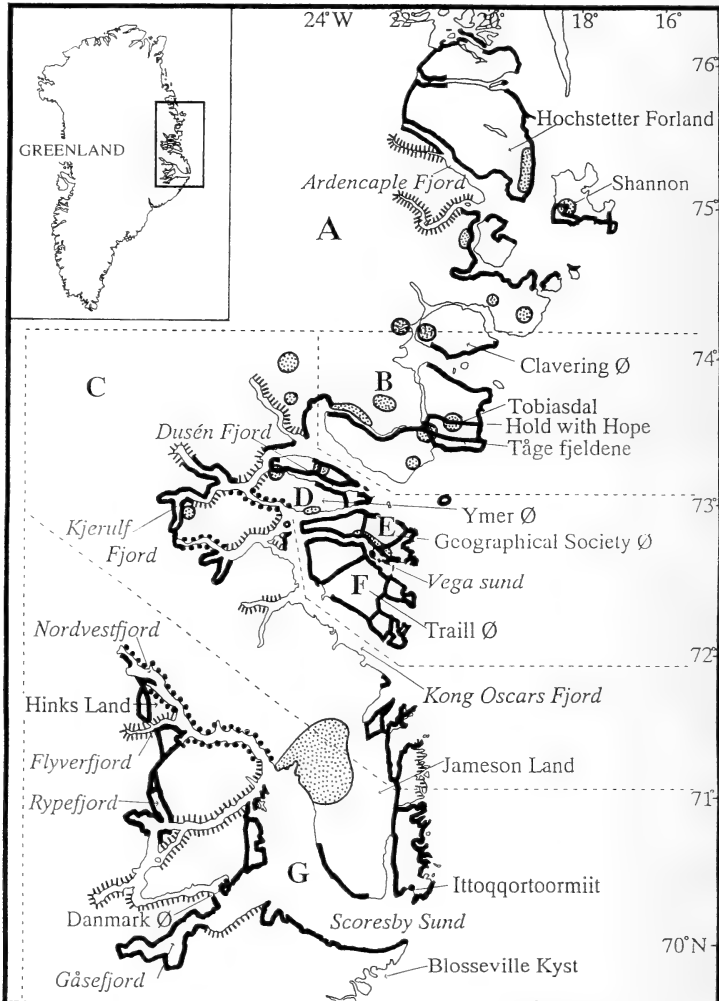 24°W 22° 20° 18° 16°
76°
GREENLAND
Hochstetter Forland
Ardencaple Fjord
Shannon
75°
A
74°
Clavering Ø
C
B
Tobiasdal
Hold with Hope
Dusén Fjord
Tåge fjeldene
73°
D
Ymer Ø
E
Kjerulf
Fjord
Geographical Society Ø
Vega sund
F
Traill Ø
Nordvestfjord
72°
Kong Oscars Fjord
Hinks Land
Flyverfjord
Jameson Land
71°
Rypefjord
G
Ittoqqortoormiit
Danmark Ø
Scoresby Sund
70°N
Gåsefjord
Blosseville Kyst